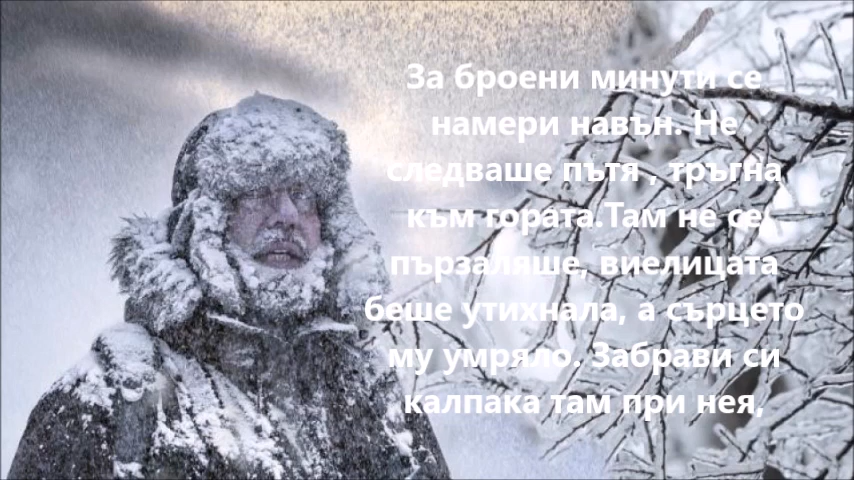 За броени минути се
намери навън. Не
следваше пътя , тръгна
към гората.Там не се
пързаляше, виелицата
беше утихнала, а сърцето
му умряло. Забрави си
калпака там при нея,